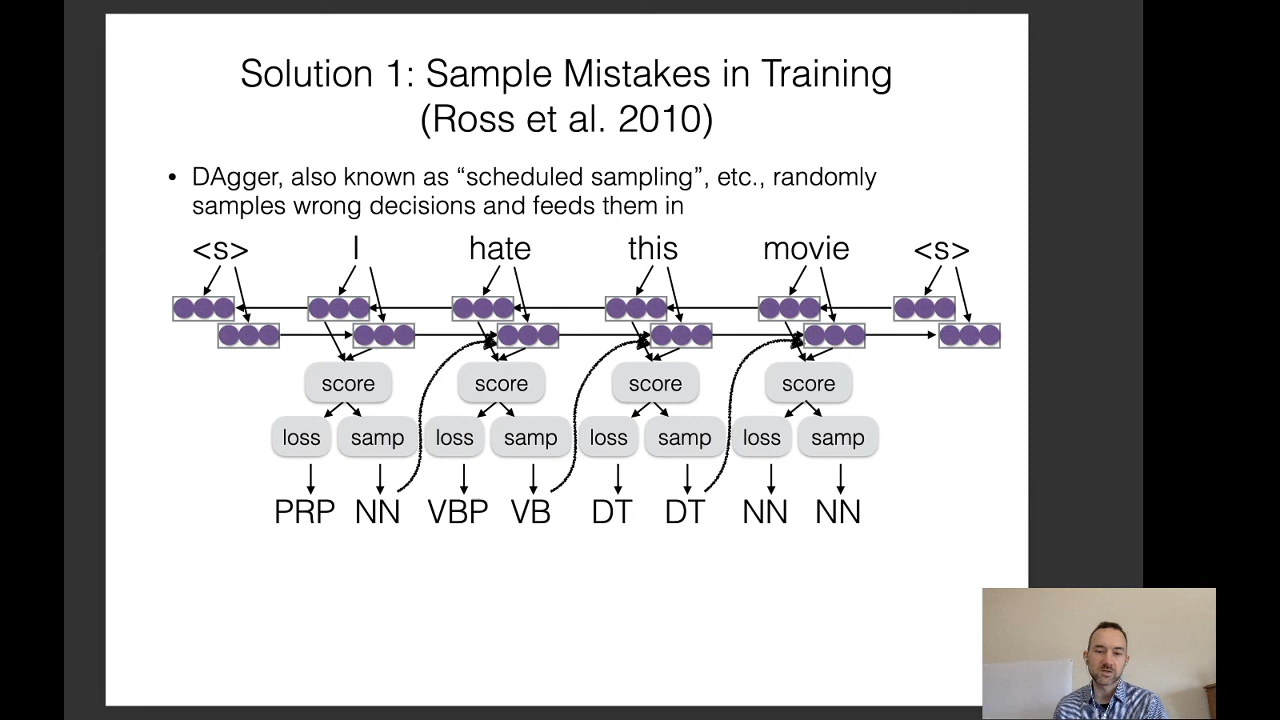 Solution 1: Sample Mistakes in Training
(Ross et al. 2010)
• DAgger, also known as “scheduled sampling”, etc., randomly
samples wrong decisions and feeds them in
<s> I hate this movie <s>
score score score score
loss samp loss samp loss samp loss samp
PRP NN VBP VB DT DT NN NN